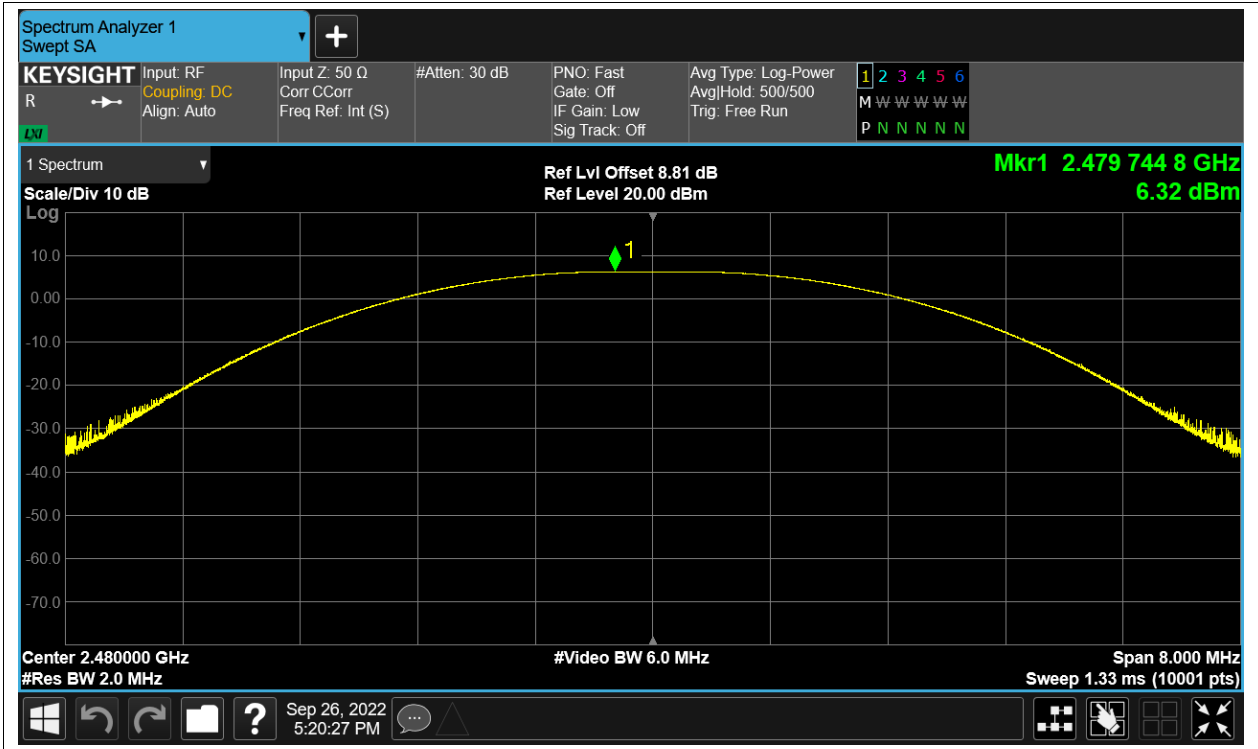 Spectrum Analyzer 1
Swept SA
KEYSIGHT
R
LXI
Input: RF
Coupling: DC
Align: Auto
Input Z: 50 Ω
Corr CCorr
Freq Ref: Int (S)
#Atten: 30 dB
PNO: Fast
Gate: Off
IF Gain: Low
Sig Track: Off
Avg Type: Log-Power
Avg|Hold: 500/500
Trig: Free Run
1 2 3 4 5 6
M W W W W W
P N N N N N
1 Spectrum
Scale/Div 10 dB
Log
Ref Lvl Offset 8.81 dB
Ref Level 20.00 dBm
Mkr1 2.479 744 8 GHz
6.32 dBm
1
10.0
0.00
-10.0
-20.0
-30.0
-40.0
-50.0
-60.0
-70.0
Center 2.480000 GHz
#Video BW 6.0 MHz
Span 8.000 MHz
#Res BW 2.0 MHz
Sweep 1.33 ms (10001 pts)
?
Sep 26, 2022
5:20:27 PM